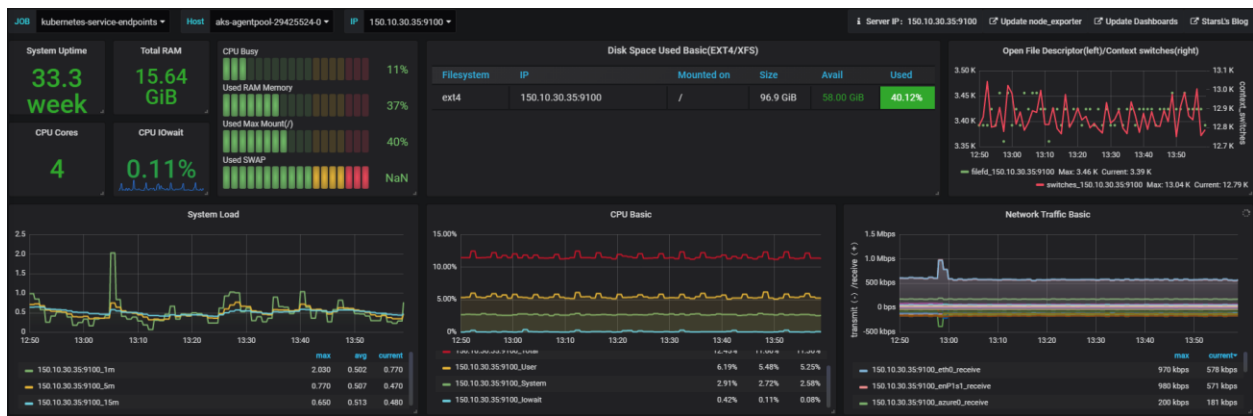 JOB kubernetes-service-endpoints Host aks-agentpool-29425524-0 IP 150.10.30.35:9100 Server IP: 150.10.30.35:9100 Update node_exporter Update Dashboards StarsL's Blog
System Uptime
33.3
week
Total RAM
15.64
GiB
CPU Cores
4
CPU IOwait
0.11%
CPU Busy
11%
Used RAM Memory
37%
Used Max Mount(/)
40%
Used SWAP
NaN
Disk Space Used Basic(EXT4/XFS)
Filesystem IP Mounted on Size Avail Used
ext4 150.10.30.35:9100 / 96.9 GiB 58.00 GiB 40.12%
Open File Descriptor(left)/Context switches(right)
3.50 K 13.1 K
13.0 K
3.45 K 12.9 K
3.40 K 12.8 K
3.35 K 12.7 K
context_switches
12:50 13:00 13:10 13:20 13:30 13:40 13:50
filefd_150.10.30.35:9100 Max: 3.46 K Current: 3.39 K
switches_150.10.30.35:9100 Max: 13.04 K Current: 12.79 K
System Load
2.5
2.0
1.5
1.0
0.5
0
12:50 13:00 13:10 13:20 13:30 13:40 13:50
max avg current
150.10.30.35:9100_1m 2.030 0.502 0.770
150.10.30.35:9100_5m 0.770 0.507 0.470
150.10.30.35:9100_15m 0.650 0.513 0.480
CPU Basic
15.00%
10.00%
5.00%
0%
12:50 13:00 13:10 13:20 13:30 13:40 13:50
150.10.30.35:9100_Total
150.10.30.35:9100_User 6.19% 5.48% 5.25%
150.10.30.35:9100_System 2.91% 2.72% 2.58%
150.10.30.35:9100_Iowait 0.42% 0.11% 0.08%
Network Traffic Basic
transmit (-) /receive (+)
1.5 Mbps
1.0 Mbps
500 kbps
0 bps
-500 kbps
12:50 13:00 13:10 13:20 13:30 13:40 13:50
max current
150.10.30.35:9100_eth0_receive 970 kbps 578 kbps
150.10.30.35:9100_enP1s1_receive 980 kbps 571 kbps
150.10.30.35:9100_azure0_receive 200 kbps 181 kbps